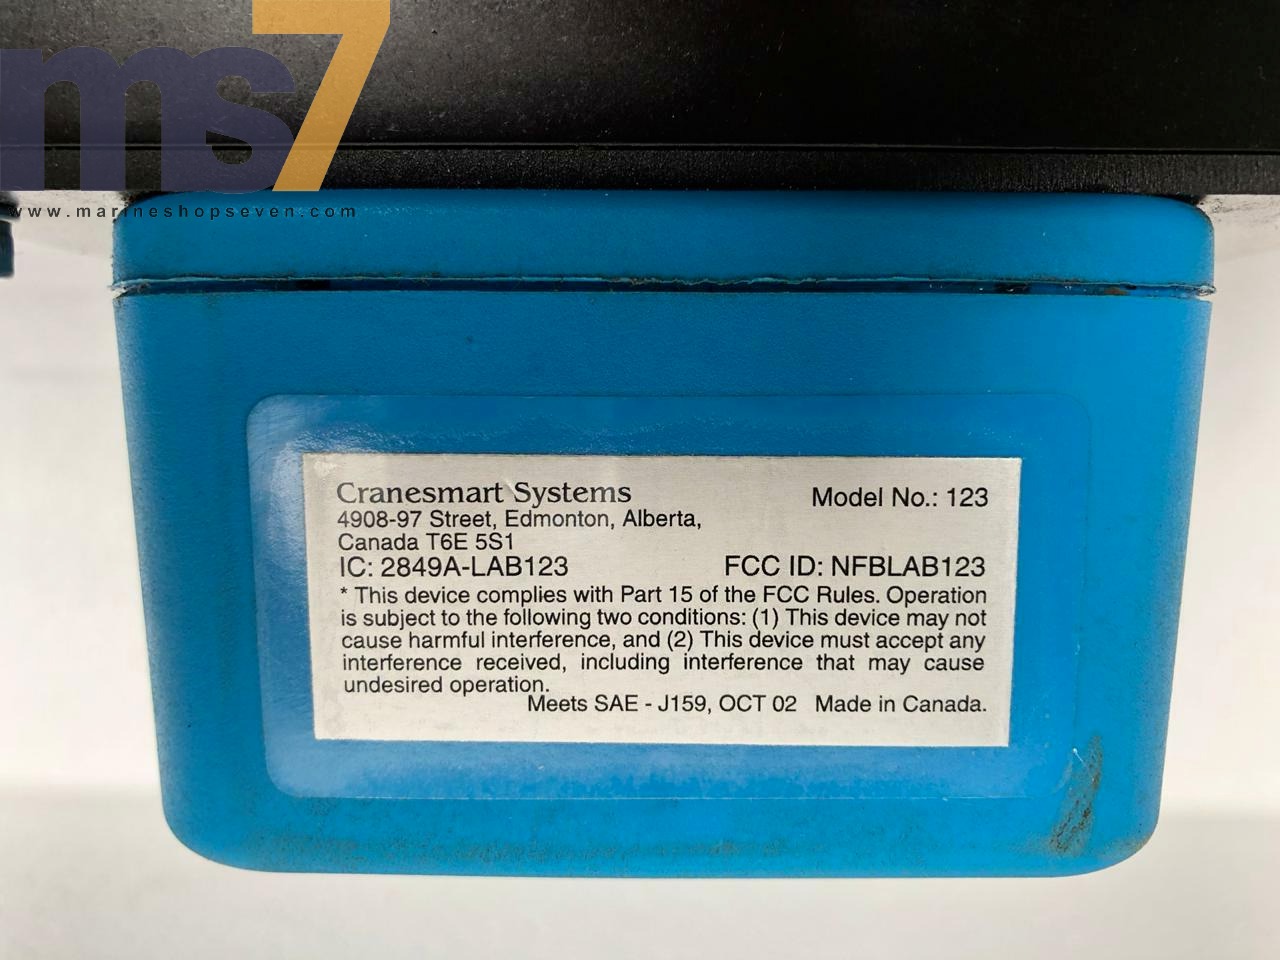 ms7
www.marineshopseven.com
Cranesmart Systems
Model No.: 123
4908-97 Street, Edmonton, Alberta,
Canada T6E 5S1
IC: 2849A-LAB123
FCC ID: NFBLAB123
* This device complies with Part 15 of the FCC Rules. Operation
is subject to the following two conditions: (1) This device may not
cause harmful interference, and (2) This device must accept any
interference received, including interference that may cause
undesired operation.
Meets SAE - J159, OCT 02 Made in Canada.